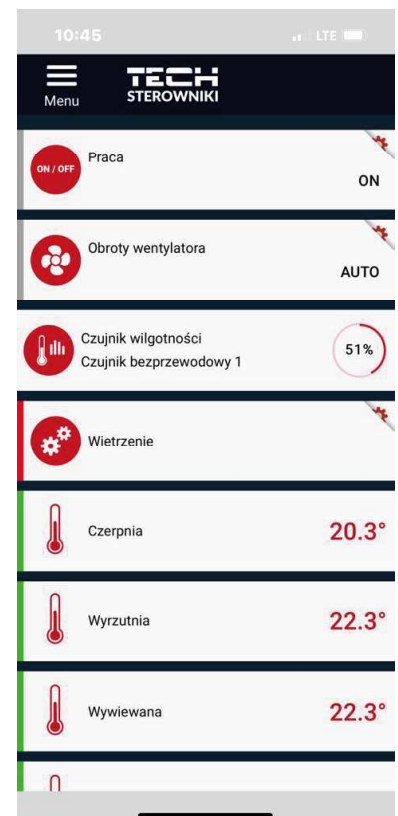 10:45
LTE
Menu
TECH
STEROWNIKI
ON / OFF
Praca
ON
Obroty wentylatora
AUTO
Czujnik wilgotności
Czujnik bezprzewodowy 1
51%
Wietrzenie
Czerpnia
20.3°
Wyrzutnia
22.3°
Wywiewana
22.3°